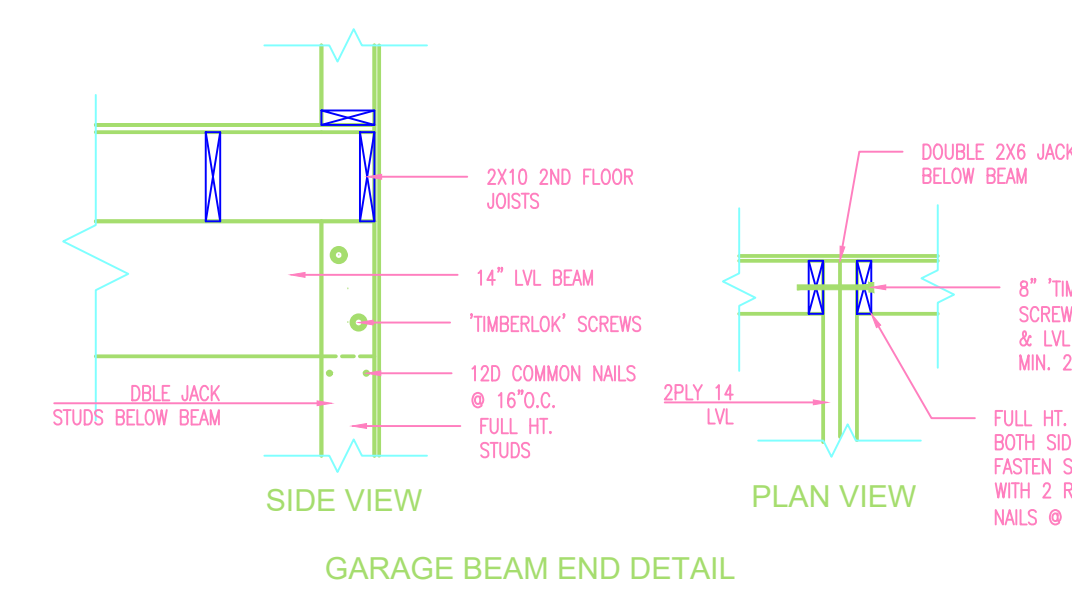 2X10 2ND FLOOR
JOISTS
14" LVL BEAM
'TIMBERLOK' SCREWS
12D COMMON NAILS
@ 16"O.C.
FULL HT.
STUDS
DBLE JACK
STUDS BELOW BEAM
SIDE VIEW
DOUBLE 2X6 JACK
BELOW BEAM
8" 
& LVL
MIN. 
2PLY 14
LVL
FULL HT.
BOTH
FASTEN
WITH 2
NAILS @
PLAN VIEW
GARAGE BEAM END DETAIL